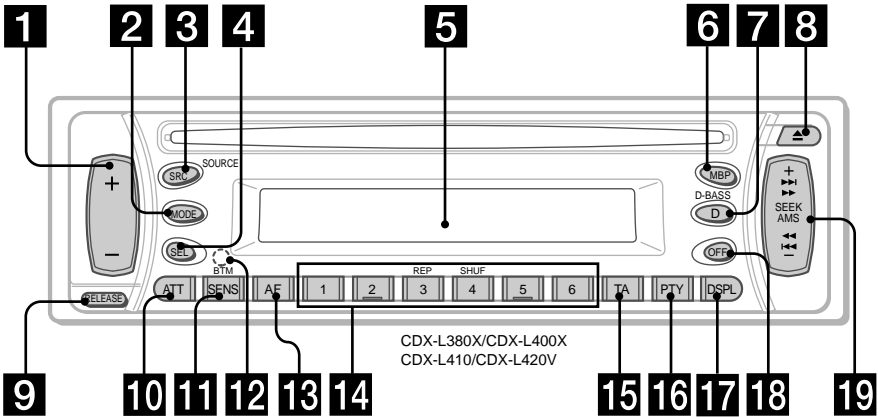 1 2 3 4 5 6 7 8
SOURCE
SRC
MBP
+
+
SEEK
AMS
−
D-BASS
MODE
D
−
SEL
OFF
BTM
REP
SHUF
RELEASE
ATT SENS AF 1 2 3 4 5 6 TA PTY DSPL
CDX-L380X/CDX-L400X
CDX-L410/CDX-L420V
9 10 11 12 13 14 15 16 17 18 19